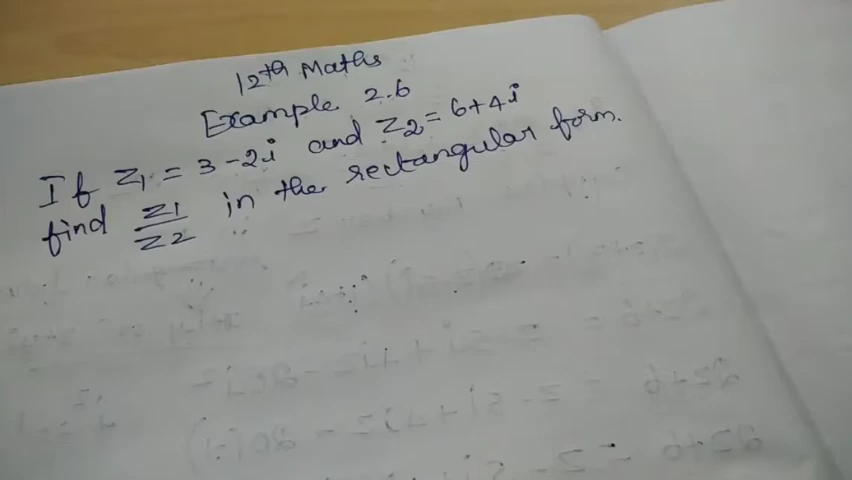 12th Maths
Example 2.6
If z1 = 3-2i and z2 = 6+4i
find z1/z2 in the rectangular form.